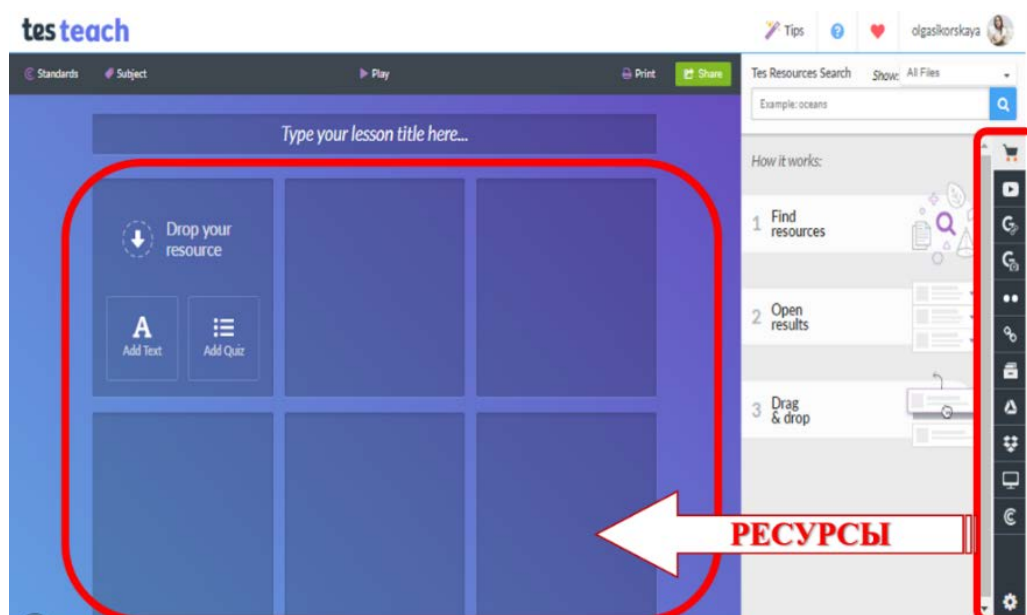 tes teach
Tips
olgasikorskaya
Standards
Subject
Play
Print
Share
Tes Resources Search
Show:
All Files
Example: oceans
Type your lesson title here...
How it works:
Drop your
resource
A
Add Text
Add Quiz
1 Find
resources
2 Open
results
3 Drag
& drop
РЕСУРСЫ